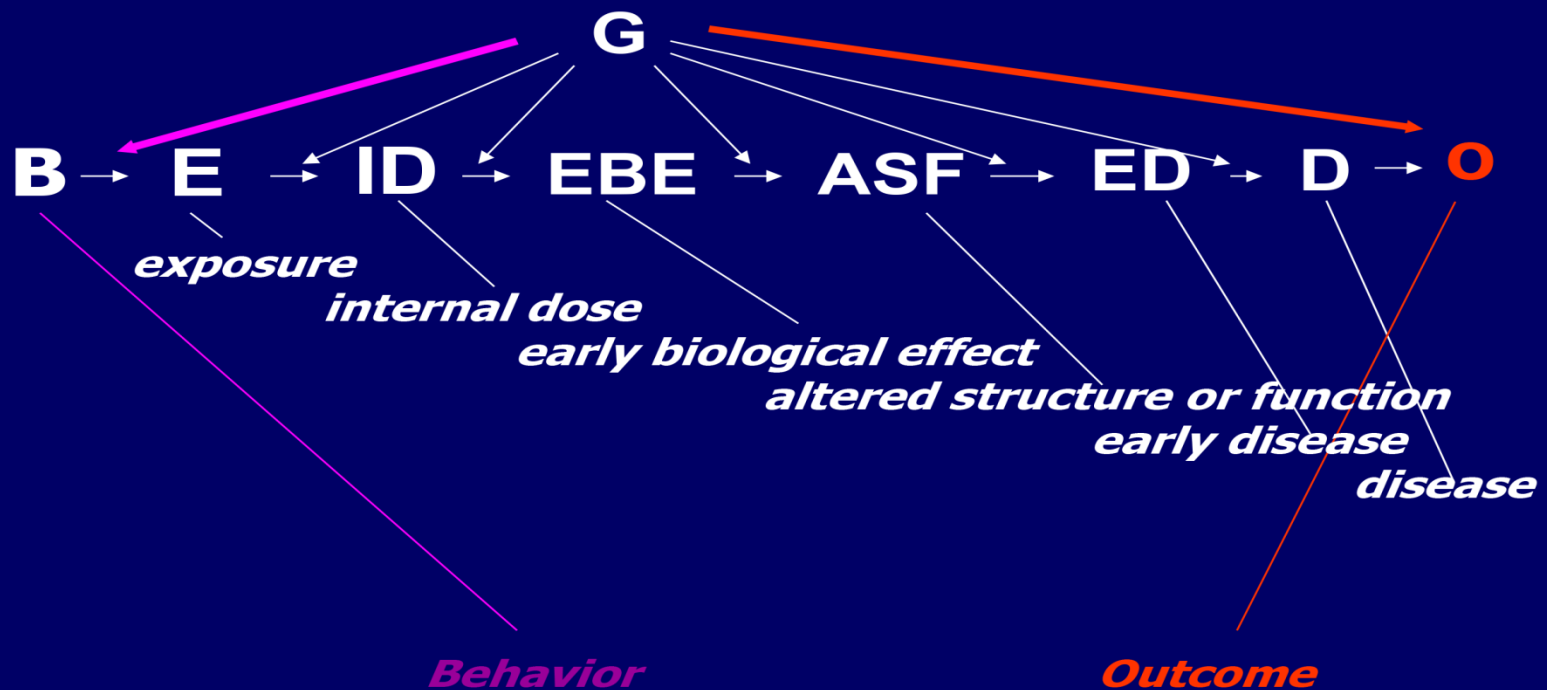 G
B E ID EBE ASF ED D O
exposure
internal dose
early biological effect
altered structure or function
early disease
disease
Behavior Outcome